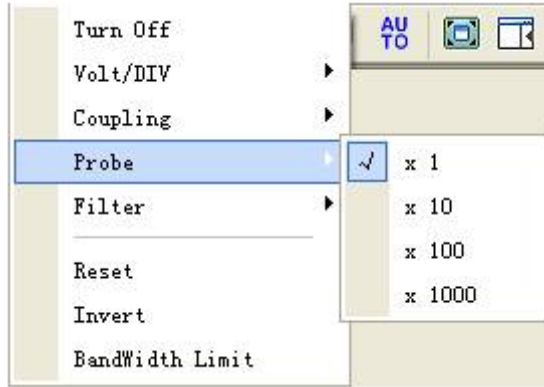 Turn Off
Volt/DIV
Coupling
Probe
Filter
Reset
Invert
BandWidth Limit
AU
TO
x 1
x 10
x 100
x 1000